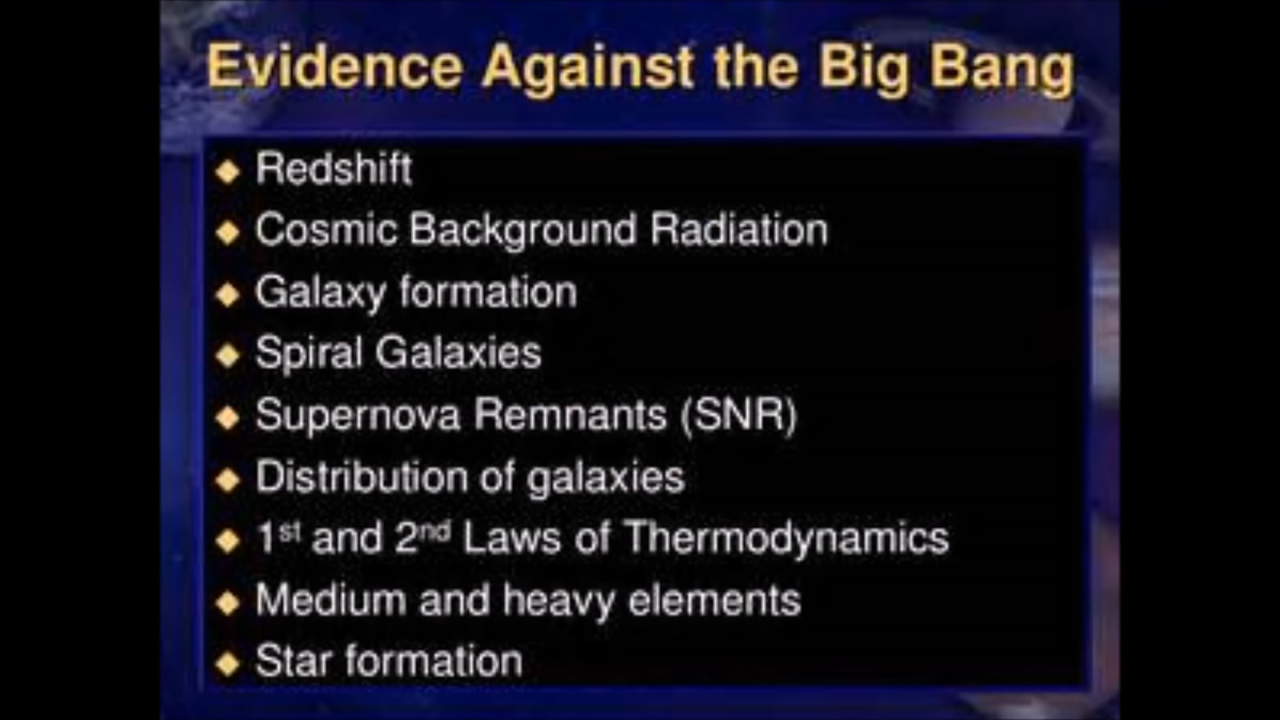 Evidence Against the Big Bang
◆ Redshift
◆ Cosmic Background Radiation
◆ Galaxy formation
◆ Spiral Galaxies
◆ Supernova Remnants (SNR)
◆ Distribution of galaxies
◆ 1st and 2nd Laws of Thermodynamics
◆ Medium and heavy elements
◆ Star formation